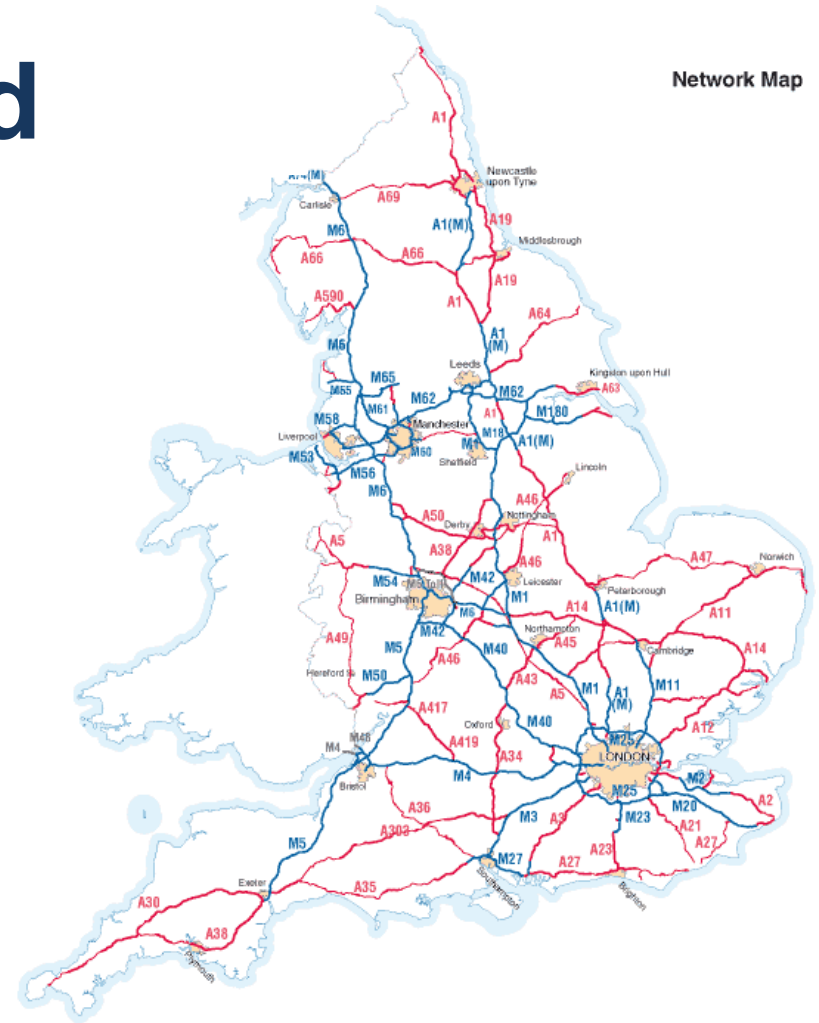 d
Network Map
A1
Newcastle
upon Tyne
A74(M)
A69
Carlisle
A1(M)
A19
M6
Middlesbrough
A66
A66
A19
A590
A1
A64
A1
(M)
M6
Leeds
Kingston upon Hull
M65
M55
M62
M62
A63
M61
A1
M180
M58
Manchester
M18
Liverpool
A1(M)
M1
M60
M53
Sheffield
Lincoln
M56
M6
A46
A50
Nottingham
Derby
A1
A5
A38
A47
Norwich
A46
M54
M6(Toll)
M42
Leicester
Peterborough
Birmingham
M1
A14
A1(M)
A11
M6
M42
Northampton
A49
M5
M40
A45
Cambridge
A14
A46
Hereford
M50
A43
A5
M1
A1
(M)
M11
A417
Oxford
M40
A12
M48
A419
M25
M4
A34
LONDON
M4
M2
Bristol
M25
M20
A2
A36
M3
A3
M23
A21
A303
A23
A27
M5
M27
A27
Exeter
A35
Southampton
Brighton
A30
A38
Plymouth